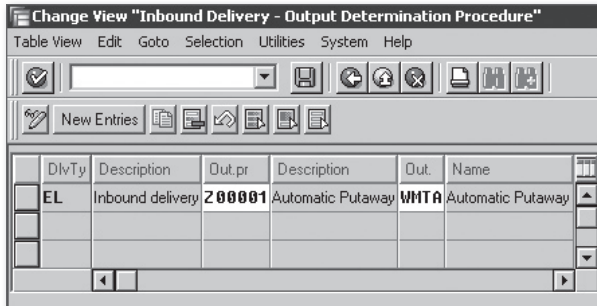 Change View "Inbound Delivery - Output Determination Procedure"
Table View Edit Goto Selection Utilities System Help
New Entries
DlvTy Description Out.pr Description Out. Name
EL Inbound delivery Z00001 Automatic Putaway WMTA Automatic Putaway